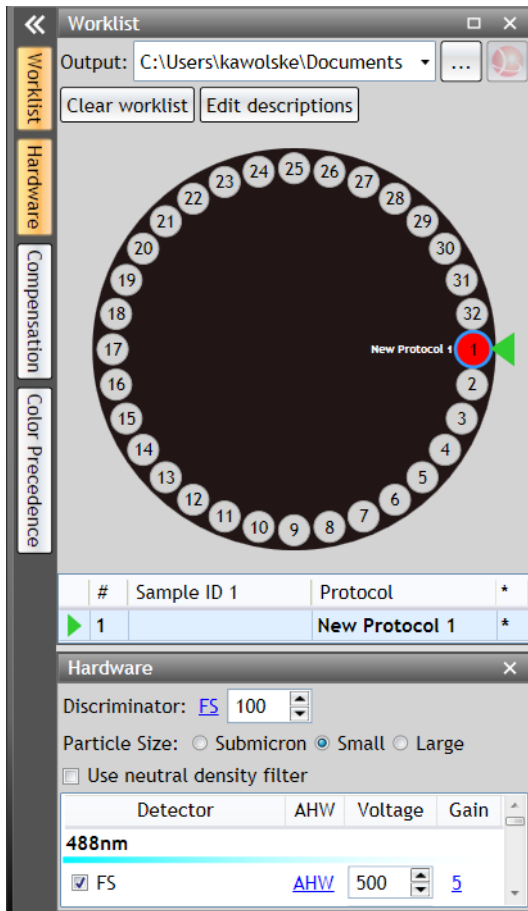 Worklist
Output: C:\Users\kawolske\Documents ...
Clear worklist Edit descriptions
Worklist
Hardware
Compensation
Color Precedence
25
24 26
23 27
22 28
21 29
20 30
19 31
18 32
17 New Protocol 1 1
16 2
15 3
14 4
13 5
12 6
11 7
10 8
9
# Sample ID 1 Protocol *
1 New Protocol 1 *
Hardware
Discriminator: FS 100
Particle Size: Submicron Small Large
Use neutral density filter
Detector AHW Voltage Gain
488nm
FS AHW 500 5